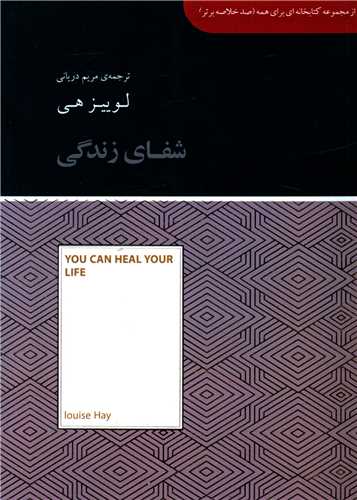 از مجموعه کتابخانه ای برای همه (صد خلاصه برتر)
ترجمه‌ی مریم دریانی
لوییز هی
شفای زندگی
YOU CAN HEAL YOUR
LIFE
louise Hay